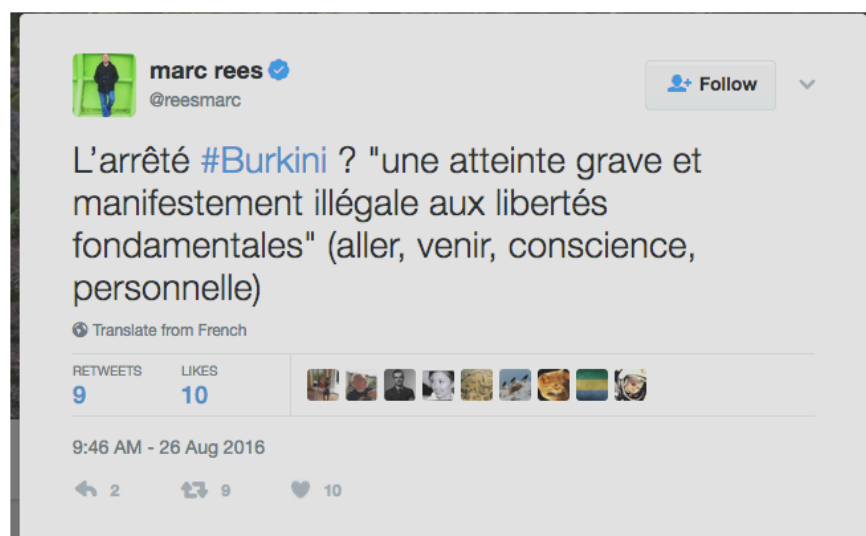 marc rees
@reesmarc
Follow
L'arrêté #Burkini ? "une atteinte grave et
manifestement illégale aux libertés
fondamentales" (aller, venir, conscience,
personnelle)
Translate from French
RETWEETS LIKES
9 10
9:46 AM - 26 Aug 2016
2 9 10